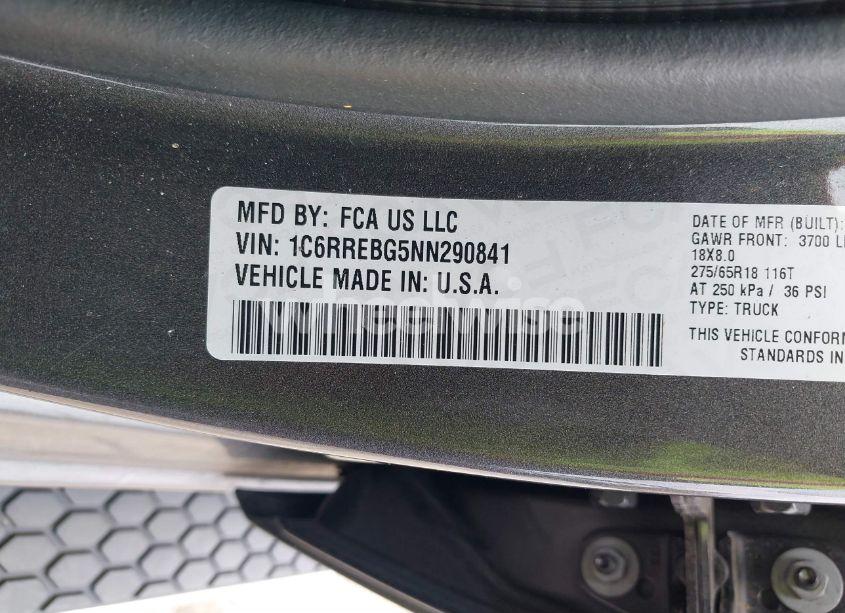 MFD BY: FCA US LLC
VIN: 1C6RREBG5NN290841
VEHICLE MADE IN: U.S.A.
DATE OF MFR (BUILT):
GAWR FRONT: 3700
18X8.0
275/65R18 116T
AT 250 kPa / 36 PSI
TYPE: TRUCK
THIS VEHICLE
STANDARDS IN
wheelwise